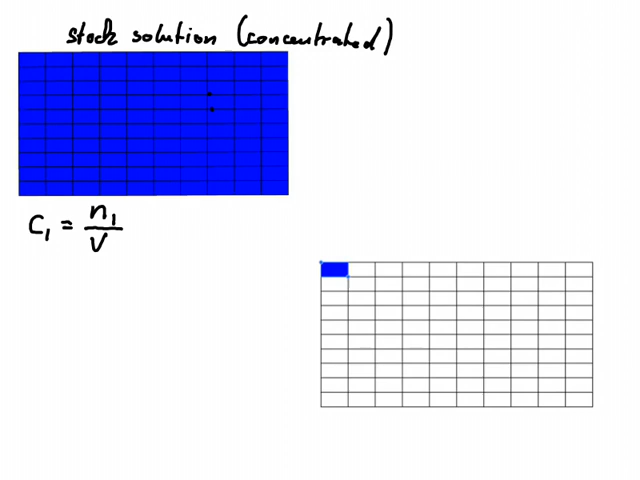 stock solution (concentrated)
C₁ = n₁/V